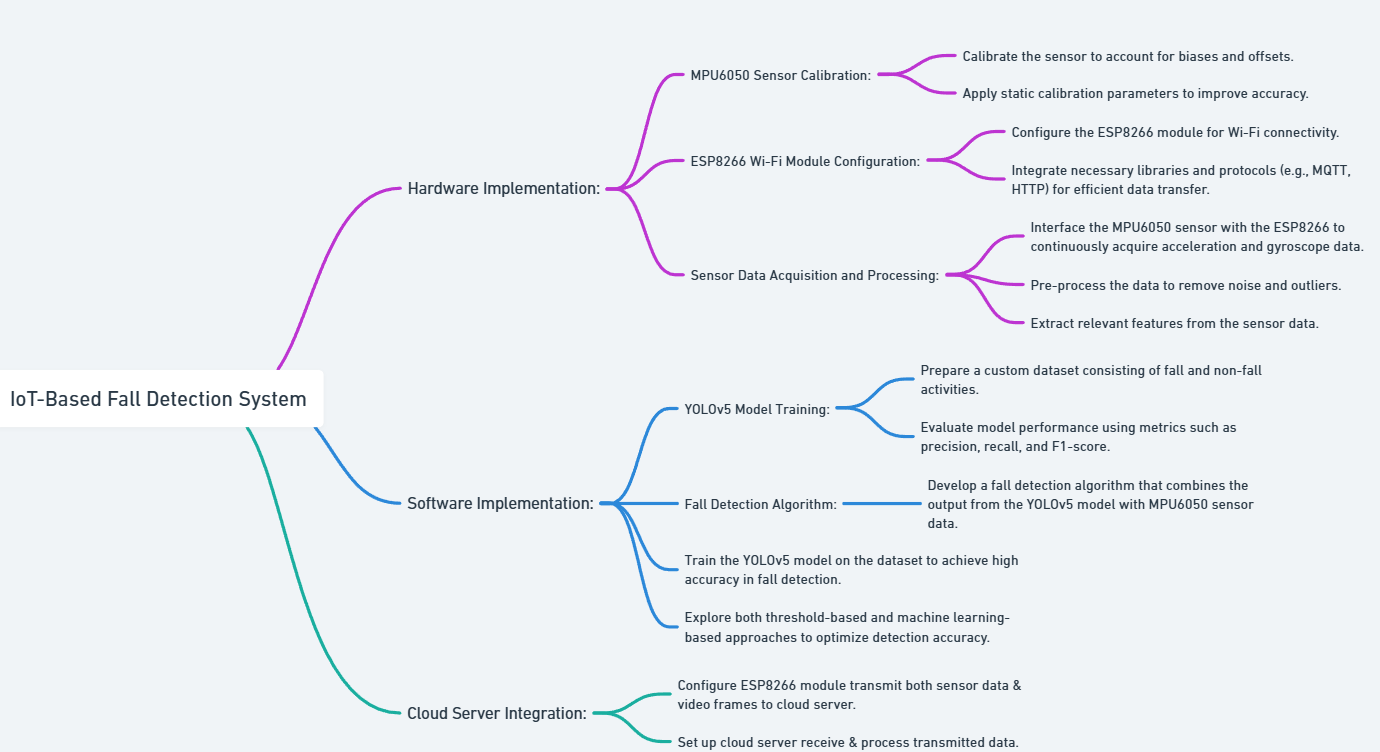 IoT-Based Fall Detection System
Hardware Implementation:
MPU6050 Sensor Calibration:
Calibrate the sensor to account for biases and offsets.
Apply static calibration parameters to improve accuracy.
ESP8266 Wi-Fi Module Configuration:
Configure the ESP8266 module for Wi-Fi connectivity.
Integrate necessary libraries and protocols (e.g., MQTT,
HTTP) for efficient data transfer.
Sensor Data Acquisition and Processing:
Interface the MPU6050 sensor with the ESP8266 to
continuously acquire acceleration and gyroscope data.
Pre-process the data to remove noise and outliers.
Extract relevant features from the sensor data.
Software Implementation:
YOLOv5 Model Training:
Prepare a custom dataset consisting of fall and non-fall
activities.
Evaluate model performance using metrics such as
precision, recall, and F1-score.
Fall Detection Algorithm:
Develop a fall detection algorithm that combines the
output from the YOLOv5 model with MPU6050 sensor
data.
Train the YOLOv5 model on the dataset to achieve high
accuracy in fall detection.
Explore both threshold-based and machine learning-
based approaches to optimize detection accuracy.
Cloud Server Integration:
Configure ESP8266 module transmit both sensor data &
video frames to cloud server.
Set up cloud server receive & process transmitted data.